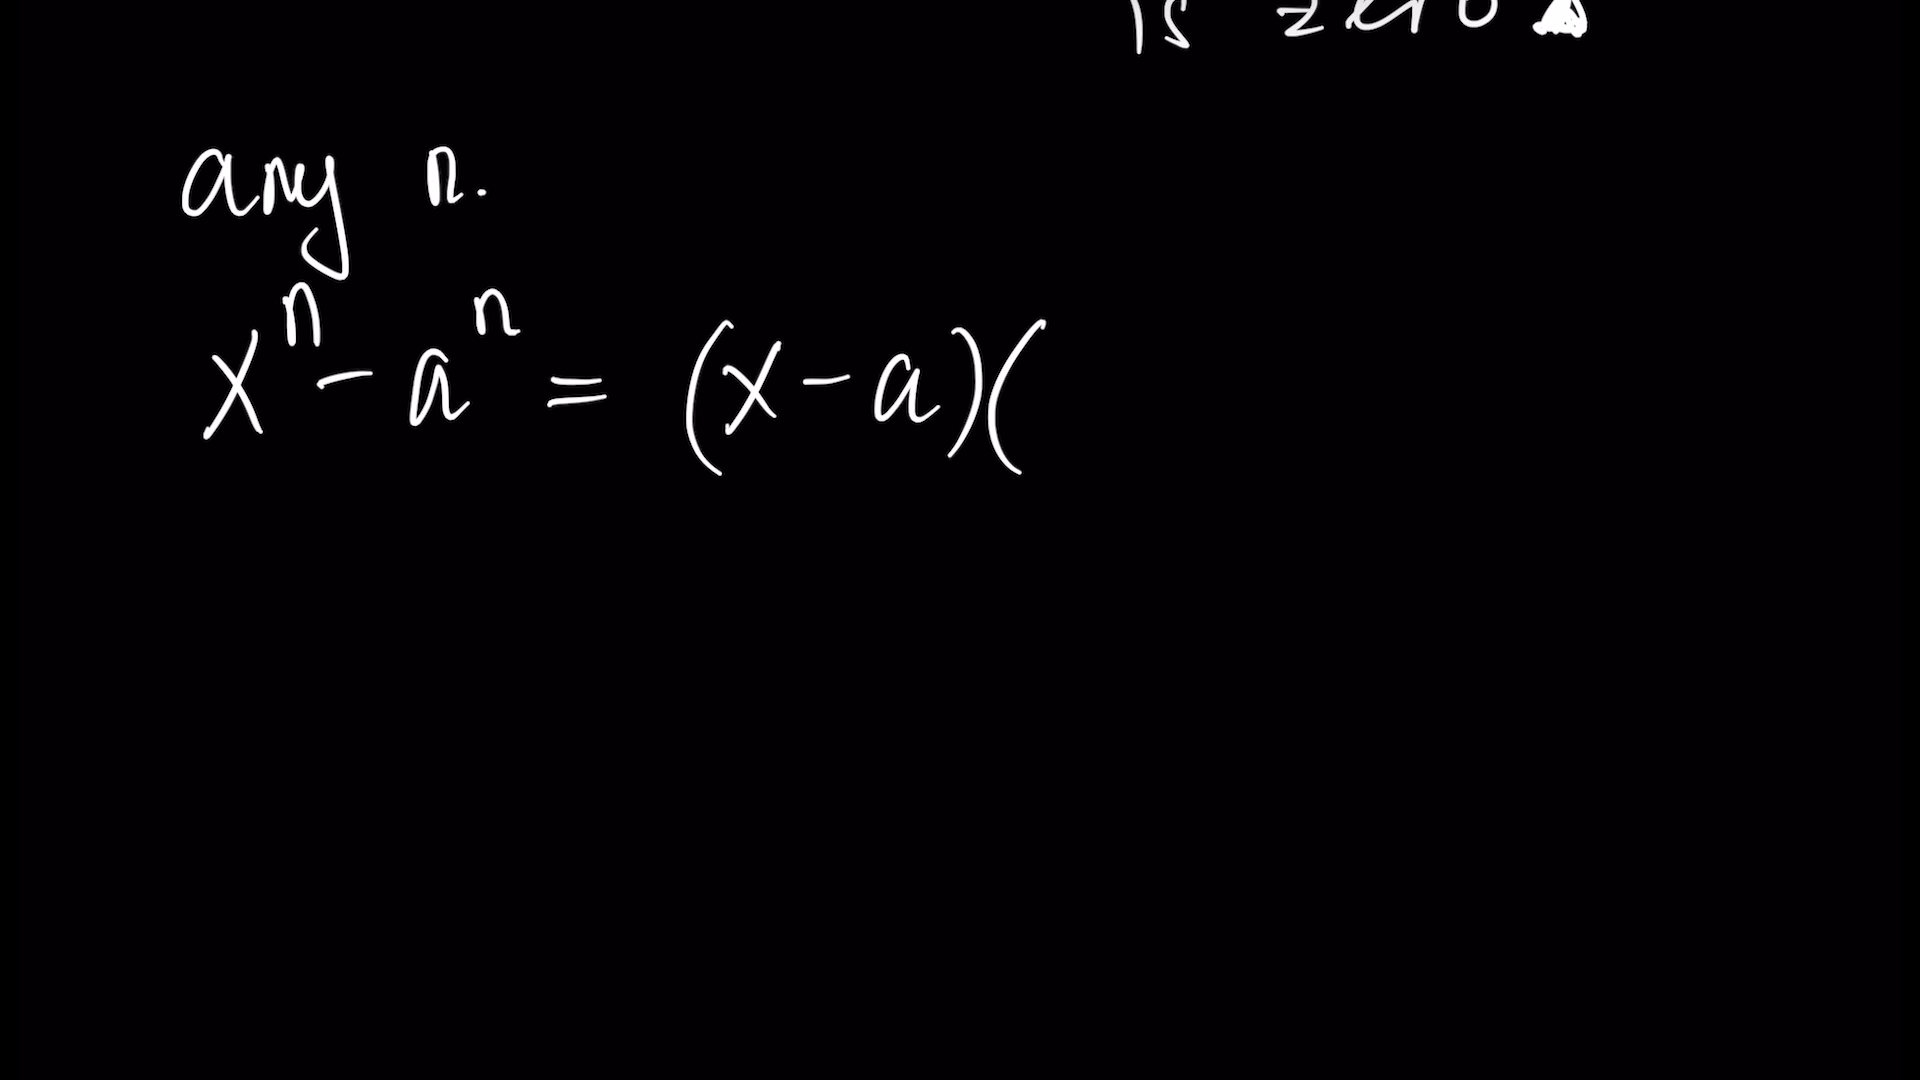 is zero
any n.
xⁿ - aⁿ = (x - a)(